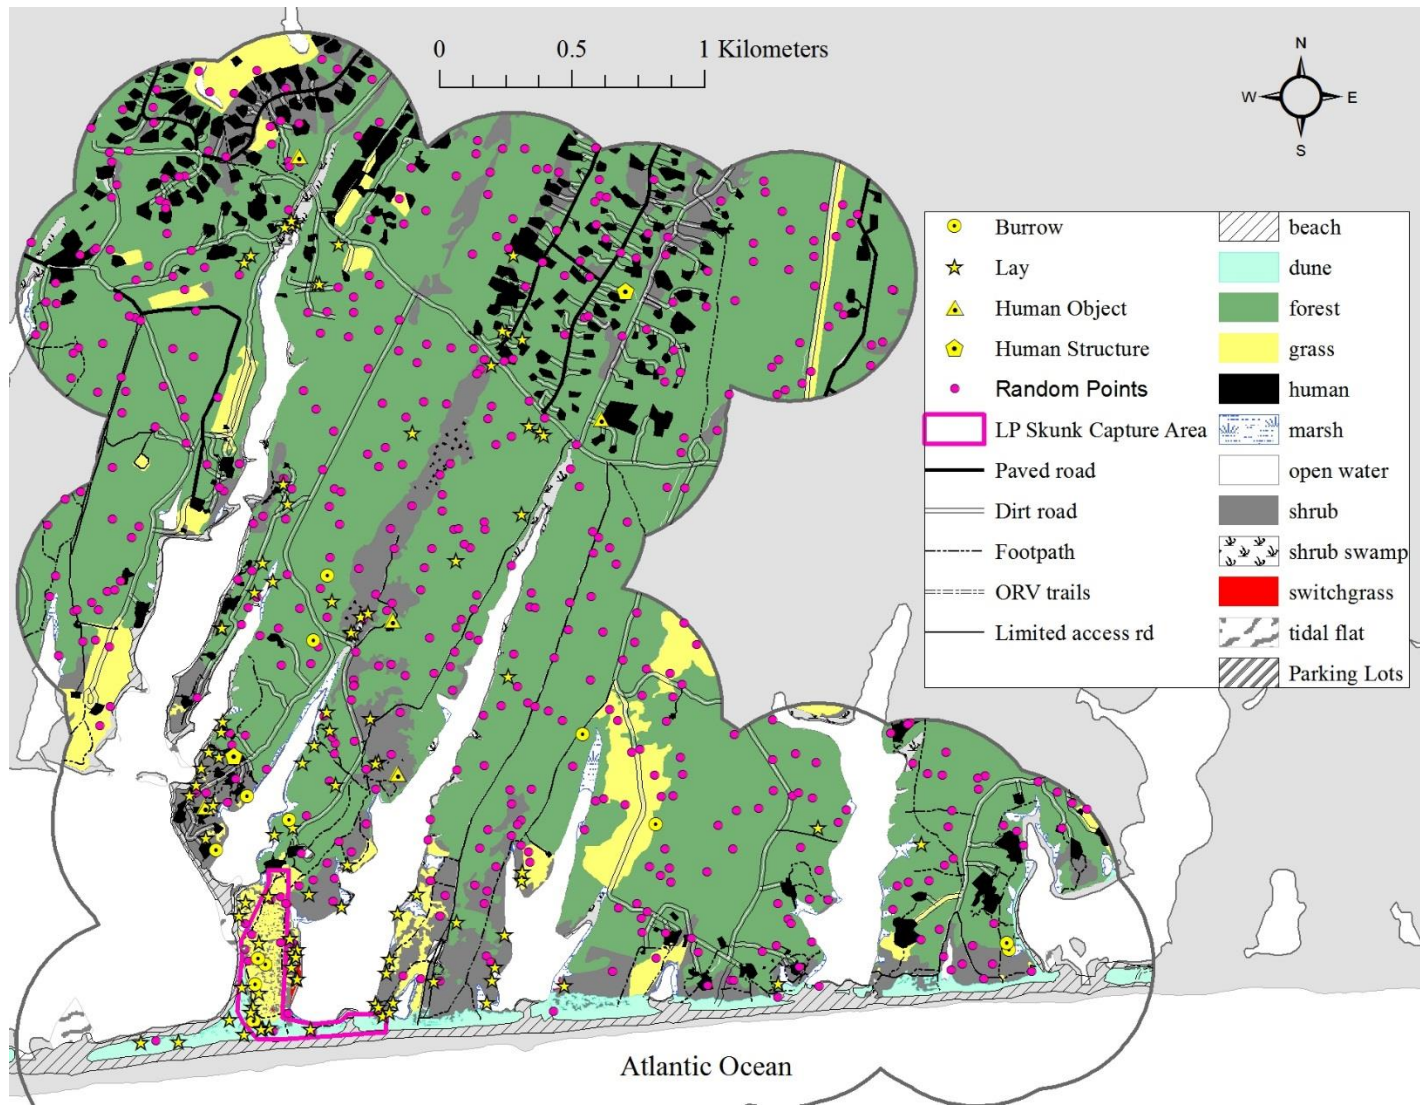 0 0.5 1 Kilometers
N
W E
S
Burrow
Lay
Human Object
Human Structure
Random Points
LP Skunk Capture Area
Paved road
Dirt road
Footpath
ORV trails
Limited access rd
beach
dune
forest
grass
human
marsh
open water
shrub
shrub swamp
switchgrass
tidal flat
Parking Lots
Atlantic Ocean